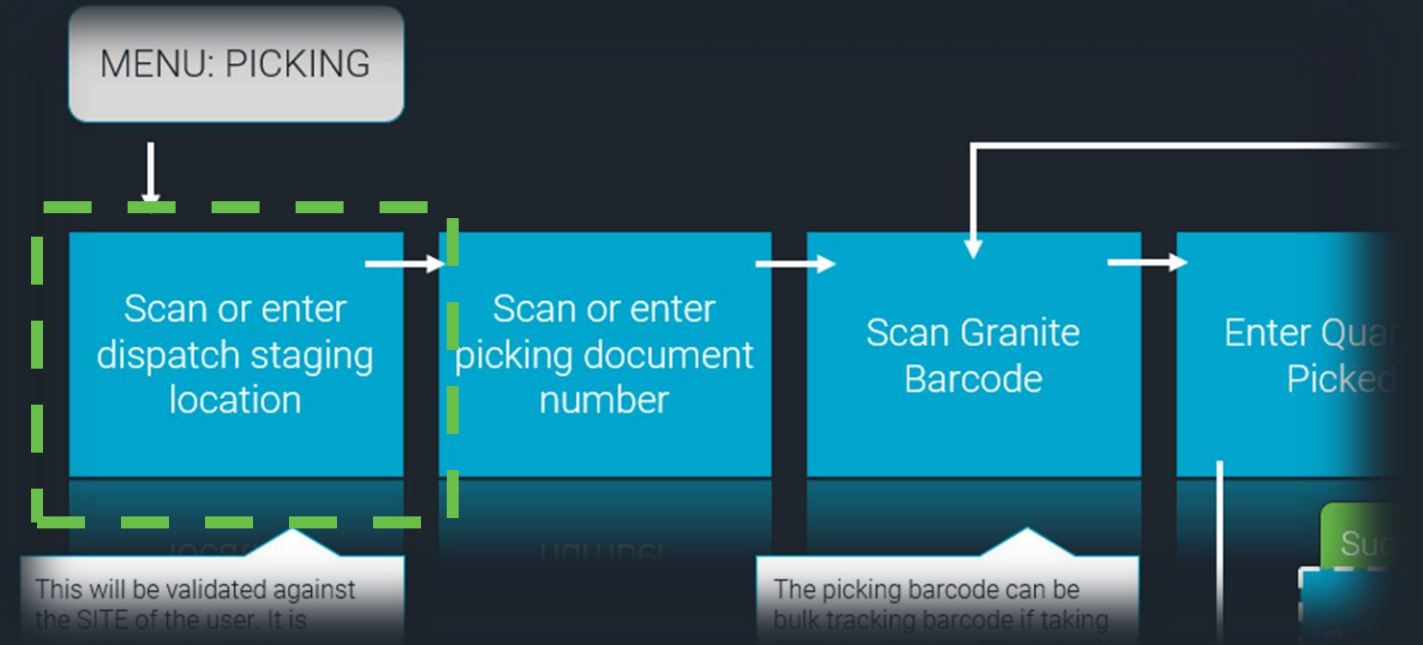 MENU: PICKING
Scan or enter
dispatch staging
location
Scan or enter
picking document
number
Scan Granite
Barcode
Enter
Picked
This will be validated against
the SITE of the user. It is
The picking barcode can be
bulk tracking barcode if taking